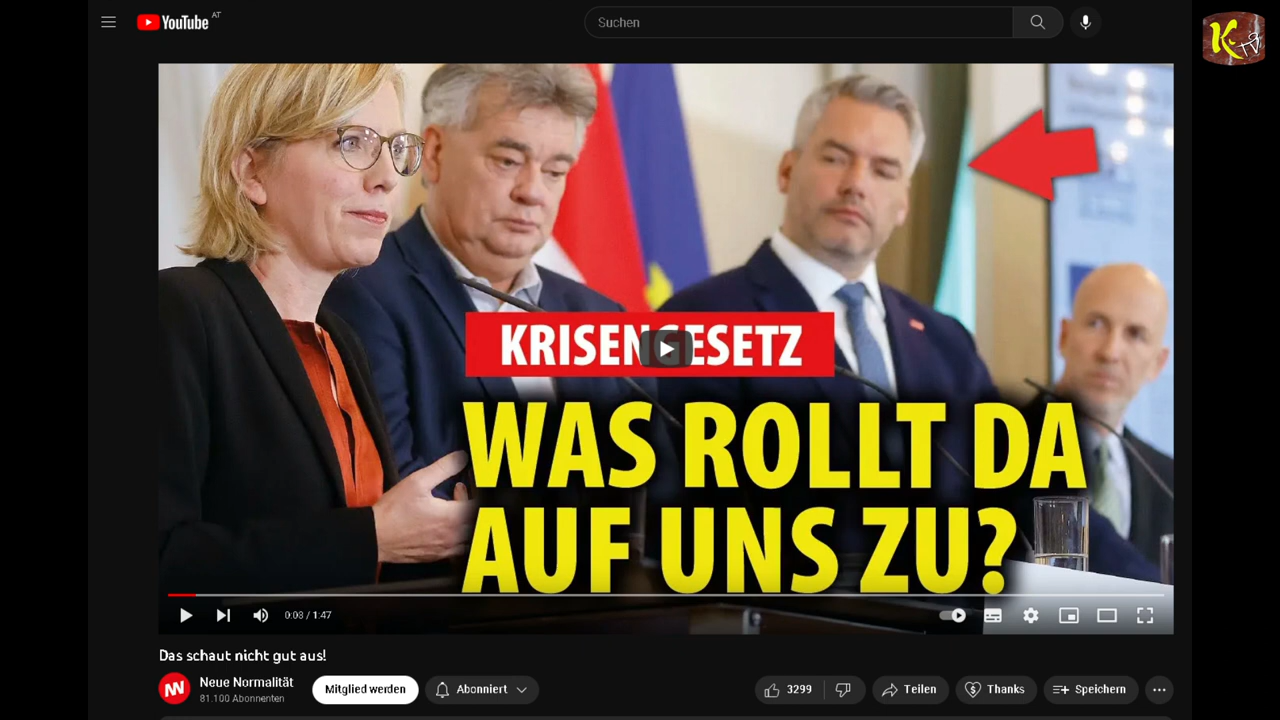 YouTube AT
Suchen
K TV
KRISENGESETZ
WAS ROLLT DA
AUF UNS ZU?
0:03 / 1:47
Das schaut nicht gut aus!
Neue Normalität
81.100 Abonnenten
Mitglied werden
Abonniert
3299
Teilen
Thanks
Speichern